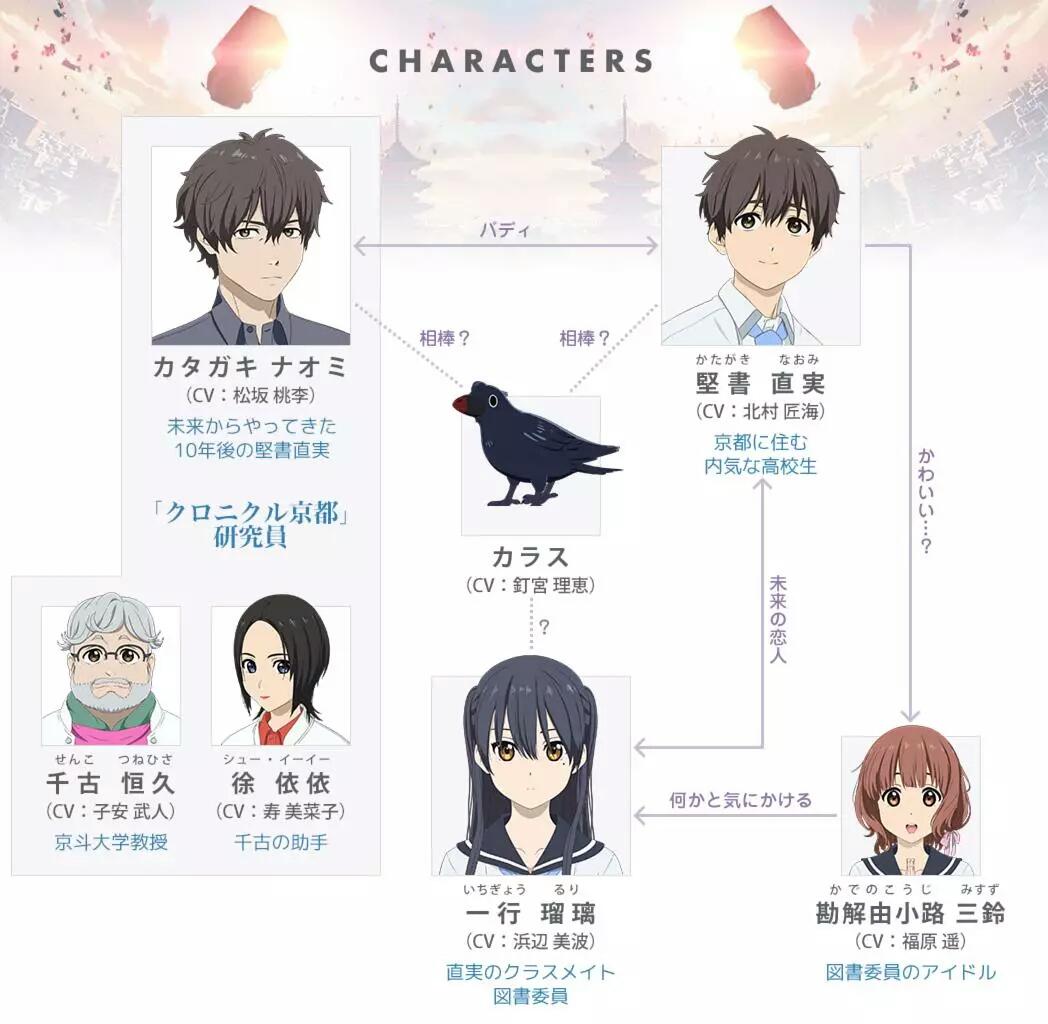 CHARACTERS
バディ
相棒？
相棒？
カタガキ ナオミ
（CV：松坂 桃李）
未来からやってきた
10年後の堅書直実
「クロニクル京都」
研究員
かたがき なおみ
堅書 直実
（CV：北村 匠海）
京都に住む
内気な高校生
かわいい…？
カラス
（CV：釘宮 理恵）
？
未来の恋人
せんこ つねひさ
千古 恒久
（CV：子安 武人）
京斗大学教授
シュー・イーイー
徐 依依
（CV：寿 美菜子）
千古の助手
何かと気にかける
いちぎょう るり
一行 瑠璃
（CV：浜辺 美波）
直実のクラスメイト
図書委員
かでのこうじ みすず
勘解由小路 三鈴
（CV：福原 遥）
図書委員のアイドル